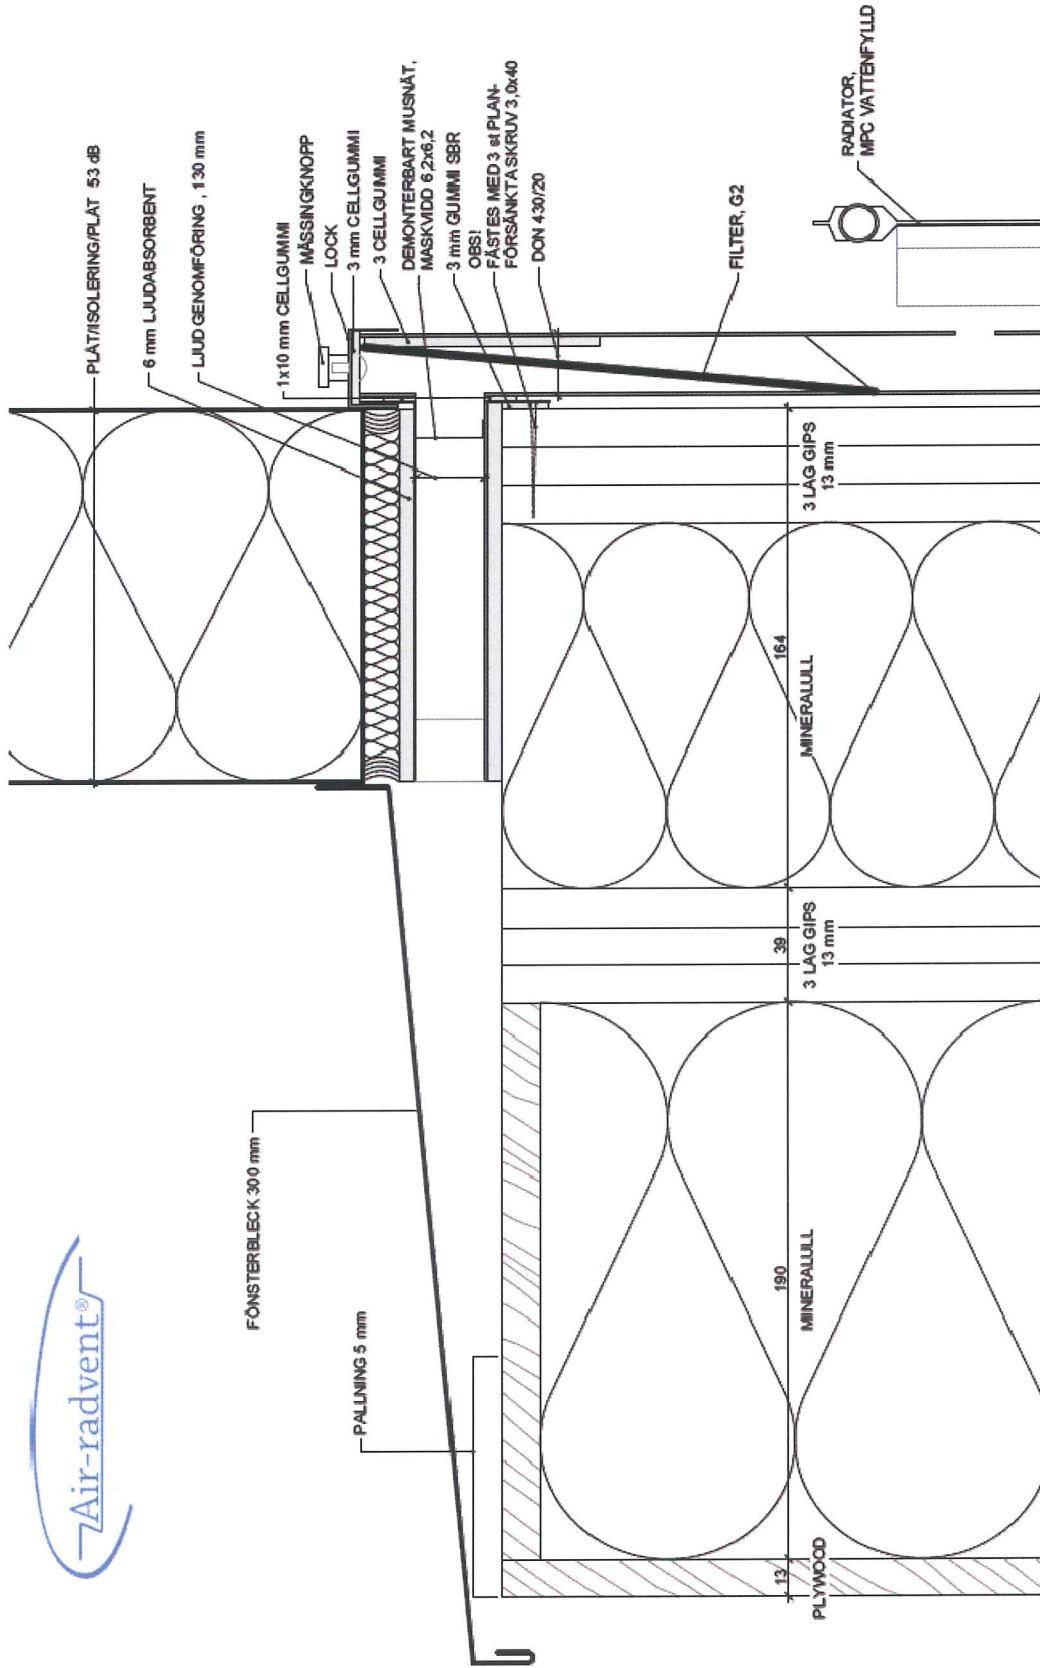 Air-radvent®
PLÅT/ISOLERING/PLÅT 53 dB
6 mm LJUDABSORBENT
LJUDGENOMFÖRING , 130 mm
1x10 mm CELLGUMMI
MÄSSINGKNOPP
LOCK
3 mm CELLGUMMI
3 CELLGUMMI
DEMONTERBART MUSNÄT,
MASKVIDD 6,2x6,2
3 mm GUMMI SBR
OBS!
FÄSTES MED 3 st PLAN-
FÖRSÄNKTA SKRUV 3,0x40
DON 430/20
FILTER, G2
RADIATOR,
MPC VATTENFYLLD
FÖNSTERBLECK 300 mm
PALLNING 5 mm
13
PLYWOOD
190
MINERALULL
39
3 LAG GIPS
13 mm
164
MINERALULL
3 LAG GIPS
13 mm